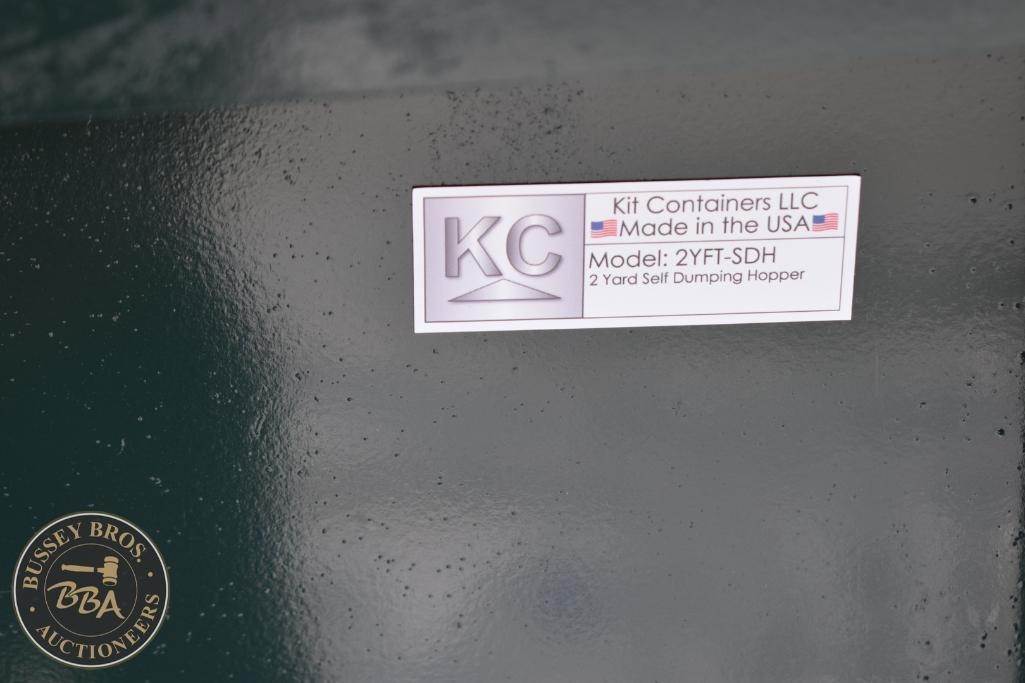 KC
Kit Containers LLC
Made in the USA
Model: 2YFT-SDH
2 Yard Self Dumping Hopper
BUSSEY BROS.
BBA
AUCTIONEERS